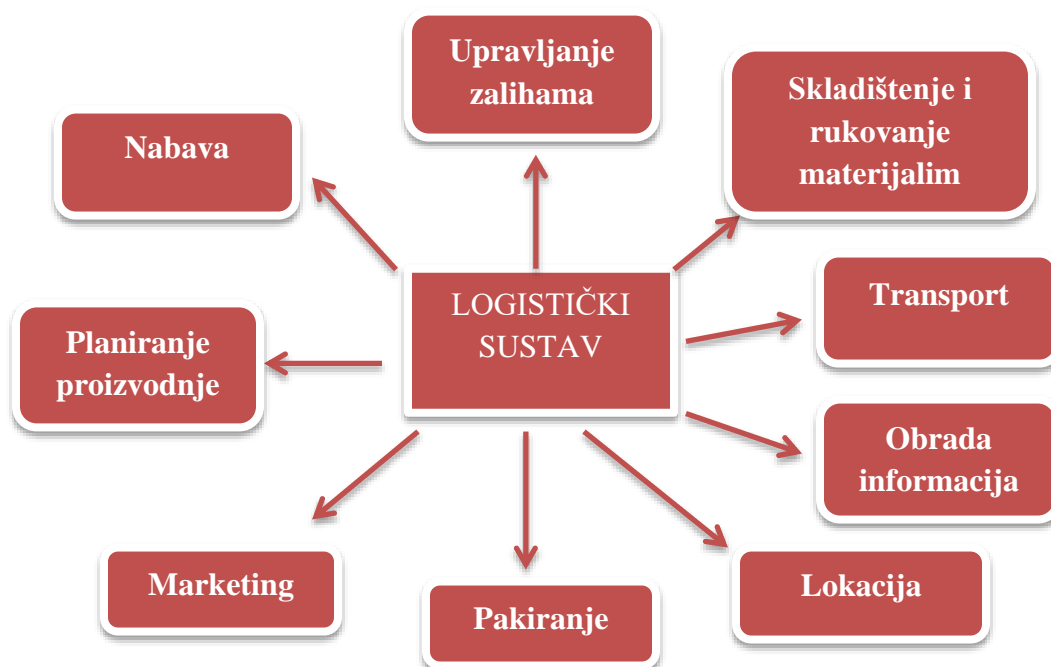 Upravljanje
zalihama
Skladištenje i
rukovanje
materijalim
Nabava
LOGISTIČKI
SUSTAV
Transport
Planiranje
proizvodnje
Obrada
informacija
Marketing
Pakiranje
Lokacija